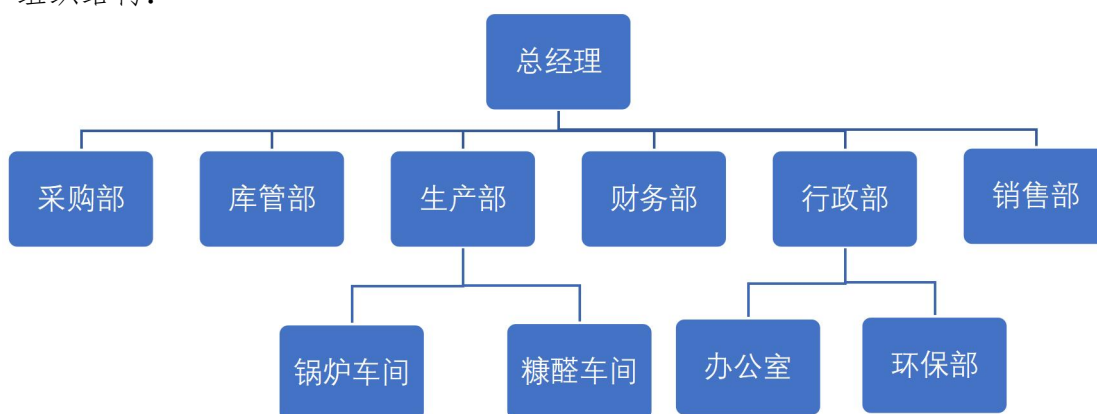 总经理
采购部
库管部
生产部
财务部
行政部
销售部
锅炉车间
糠醛车间
办公室
环保部